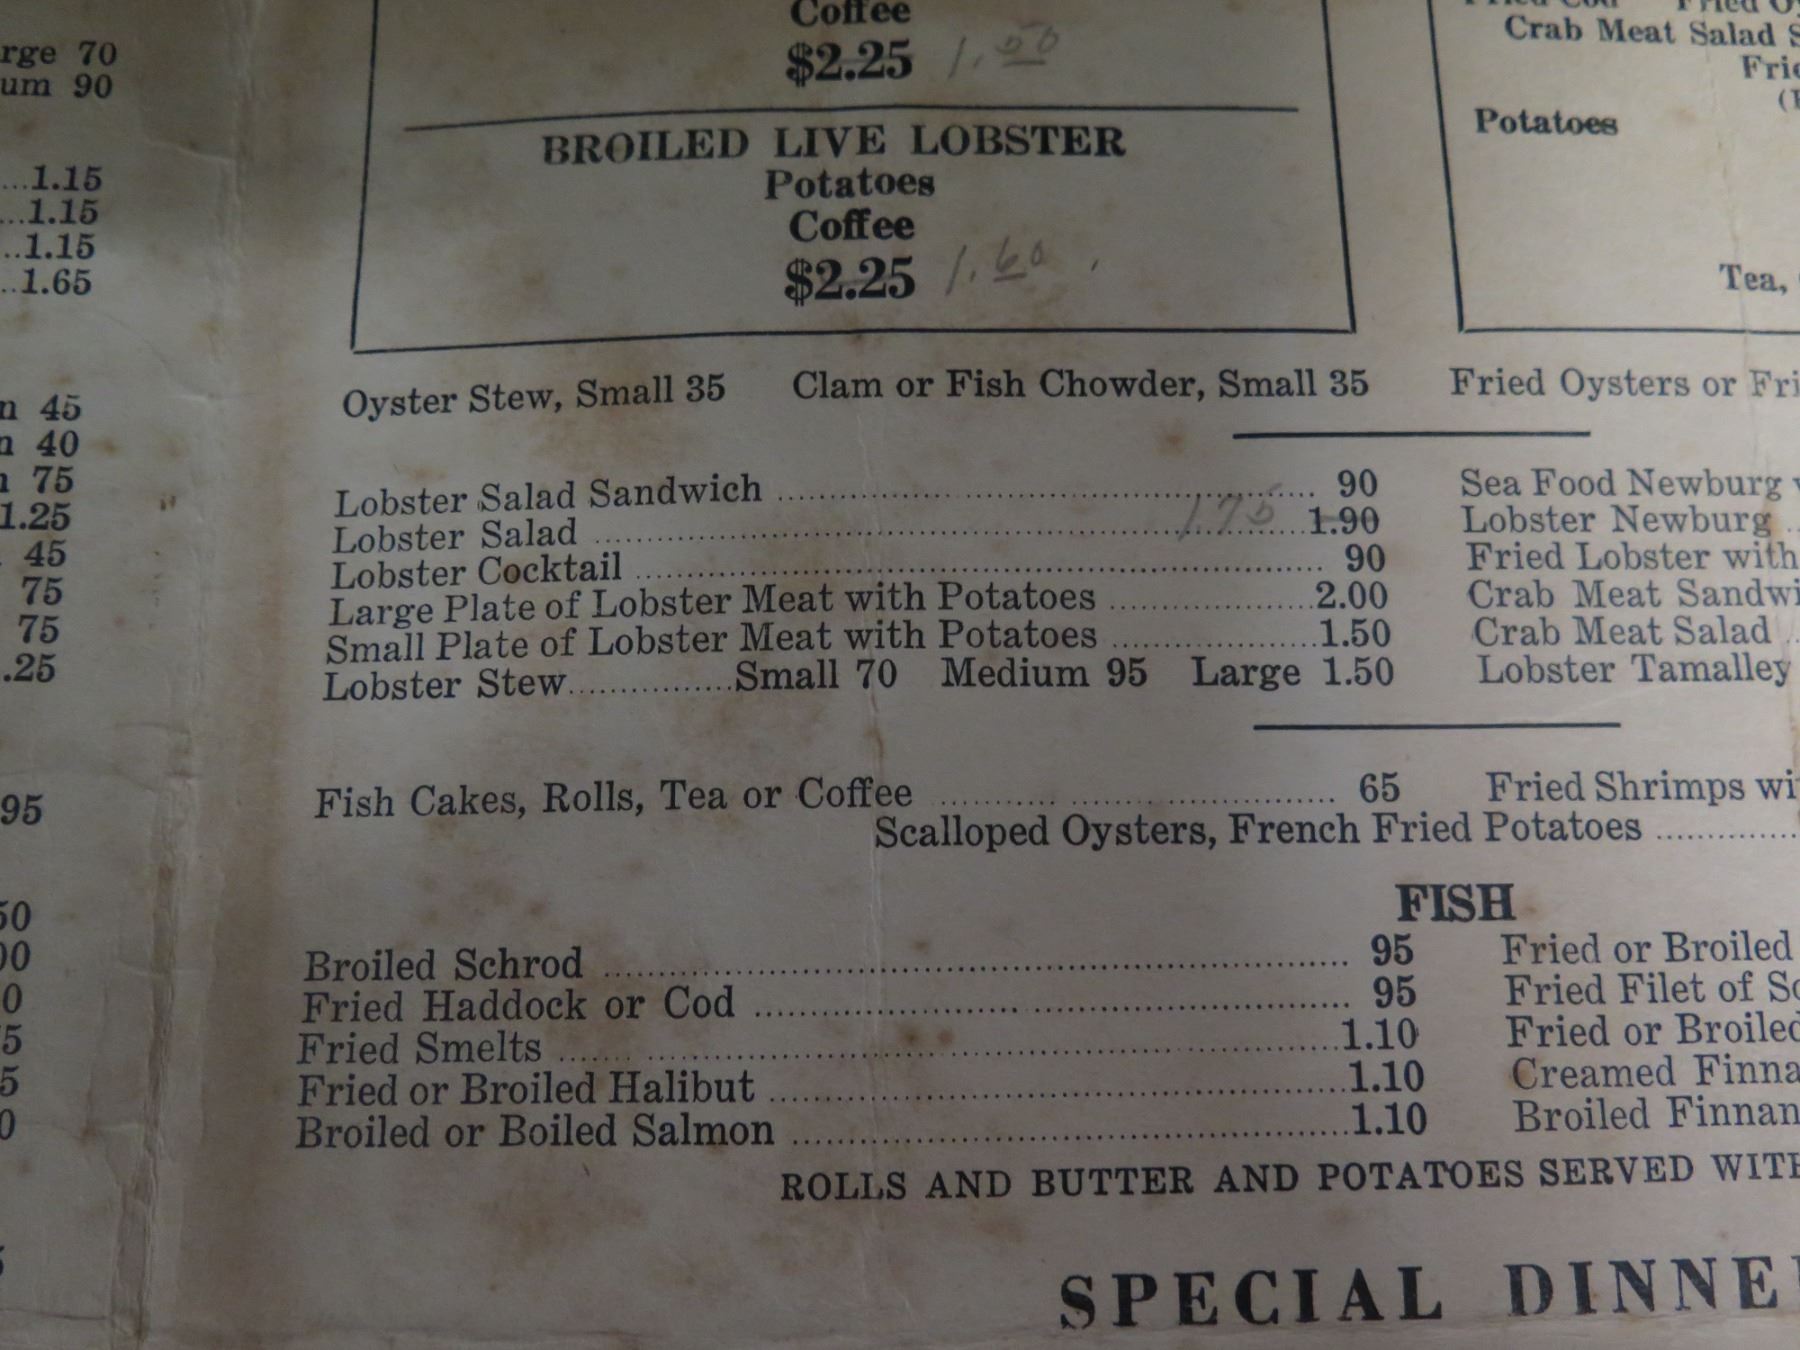 rge 70
um 90
...1.15
...1.15
..1.15
..1.65
45
40
75
1.25
45
75
75
.25
95
Coffee
$2.25 1.50
BROILED LIVE LOBSTER
Potatoes
Coffee
$2.25 1.60
Oyster Stew, Small 35 Clam or Fish Chowder, Small 35 Fried Oysters or Fri
Lobster Salad Sandwich 90
Lobster Salad 1.75 1.90
Lobster Cocktail 90
Large Plate of Lobster Meat with Potatoes 2.00
Small Plate of Lobster Meat with Potatoes 1.50
Lobster Stew Small 70 Medium 95 Large 1.50
Fish Cakes, Rolls, Tea or Coffee 65 Fried Shrimps wi
Scalloped Oysters, French Fried Potatoes
FISH
Broiled Schrod 95
Fried Haddock or Cod 95
Fried Smelts 1.10
Fried or Broiled Halibut 1.10
Broiled or Boiled Salmon 1.10
ROLLS AND BUTTER AND POTATOES SERVED WITH
SPECIAL DINNE
Crab Meat Salad
Potatoes
Tea,
Sea Food Newburg
Lobster Newburg
Fried Lobster with
Crab Meat Sandwi
Crab Meat Salad
Lobster Tamalley
Fried or Broiled
Fried Filet of So
Fried or Broiled
Creamed Finna
Broiled Finnan